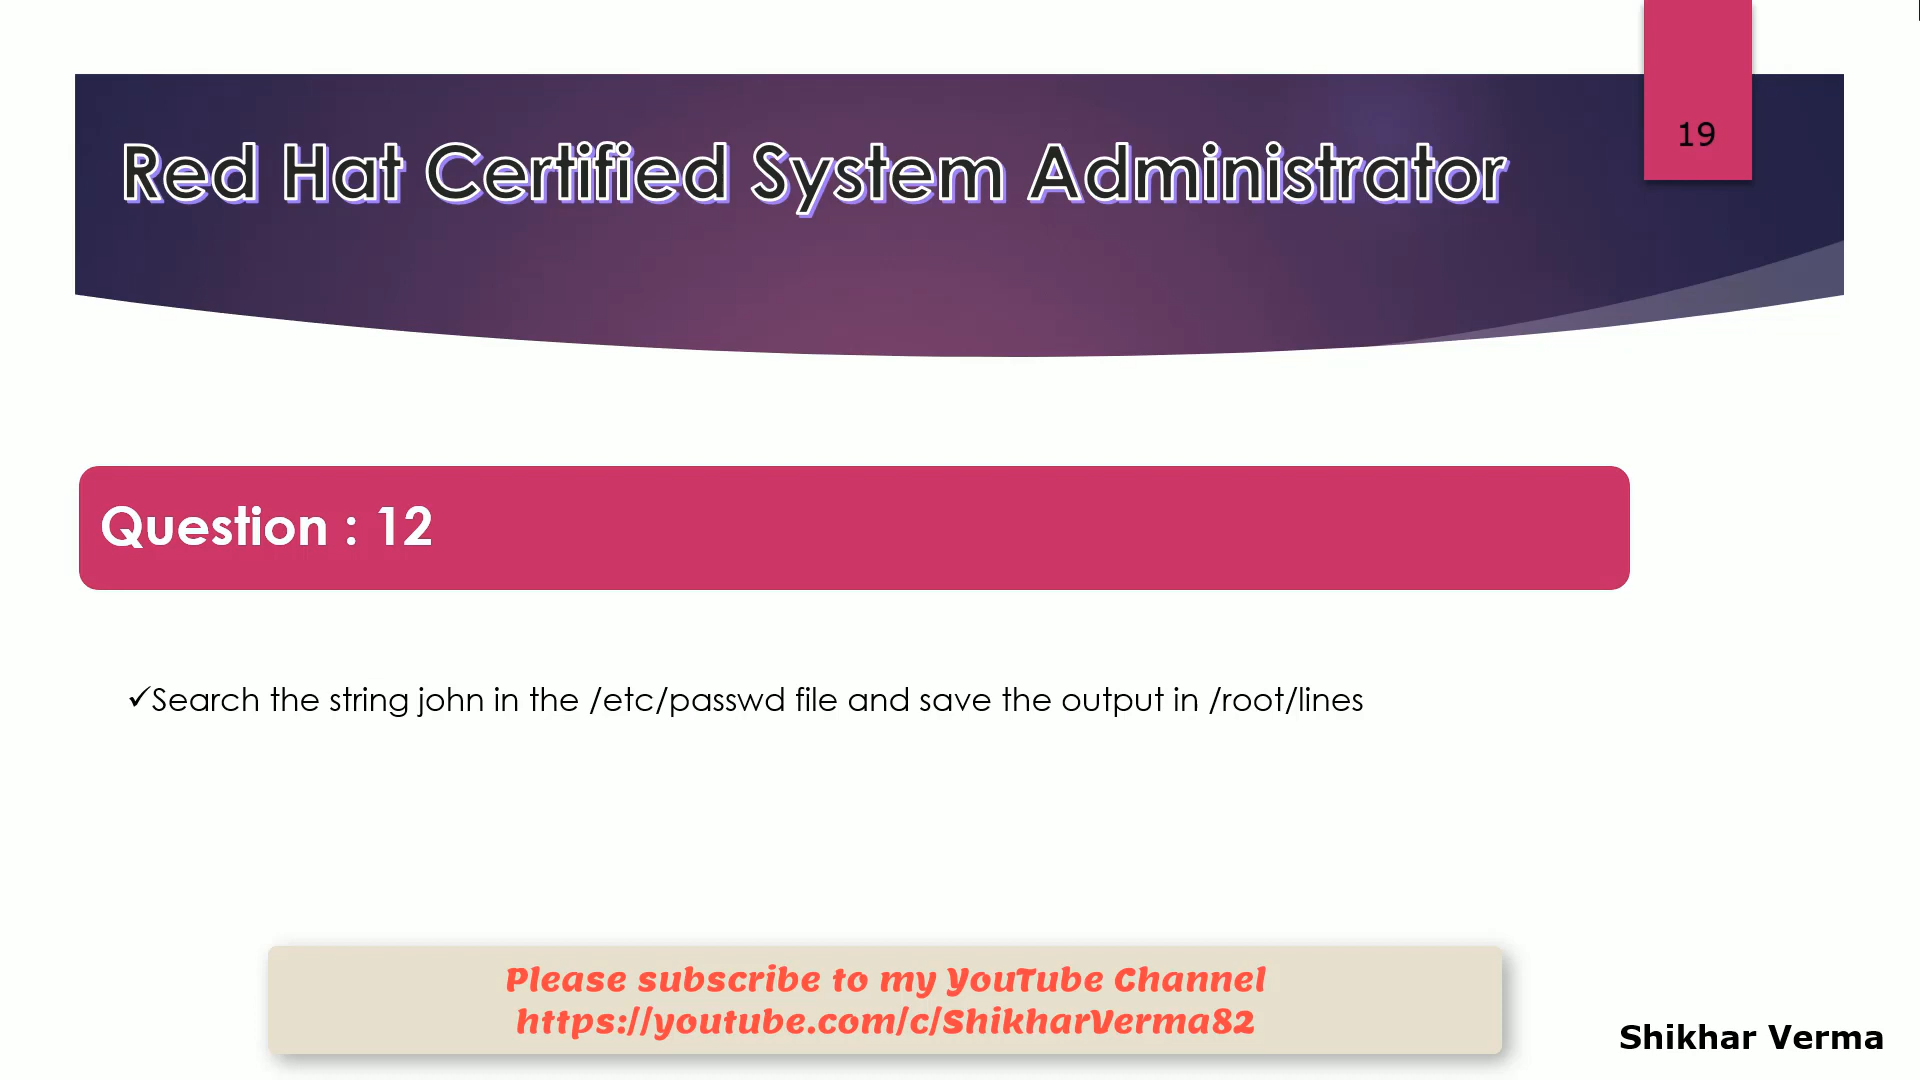 19
Red Hat Certified System Administrator
Question : 12
✓Search the string john in the /etc/passwd file and save the output in /root/lines
Please subscribe to my YouTube Channel
https://youtube.com/c/ShikharVerma82
Shikhar Verma